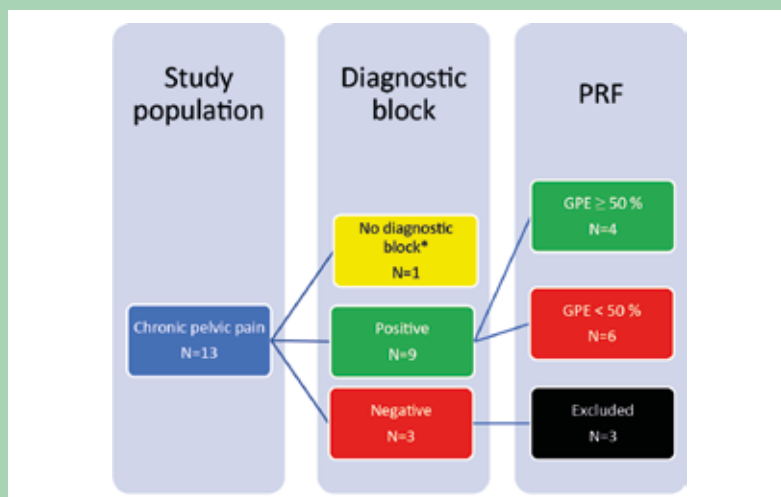 Study
population
Diagnostic
block
PRF
No diagnostic
block*
N=1
GPE ≥ 50 %
N=4
Chronic pelvic pain
N=13
Positive
N=9
GPE < 50 %
N=6
Negative
N=3
Excluded
N=3